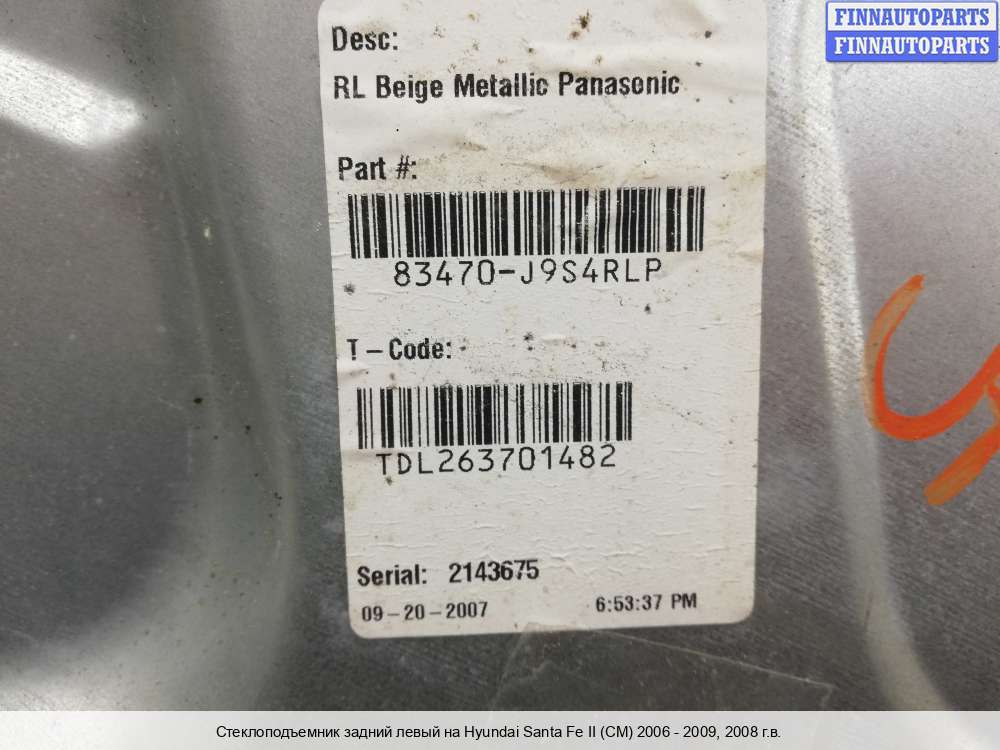 FINNAUTOPARTS
FINNAUTOPARTS
Desc:
RL Beige Metallic Panasonic
Part #:
83470-J9S4RLP
T-Code:
TDL263701482
Serial: 2143675
09-20-2007 6:53:37 PM
Стеклоподъемник задний левый на Hyundai Santa Fe II (CM) 2006 - 2009, 2008 г.в.